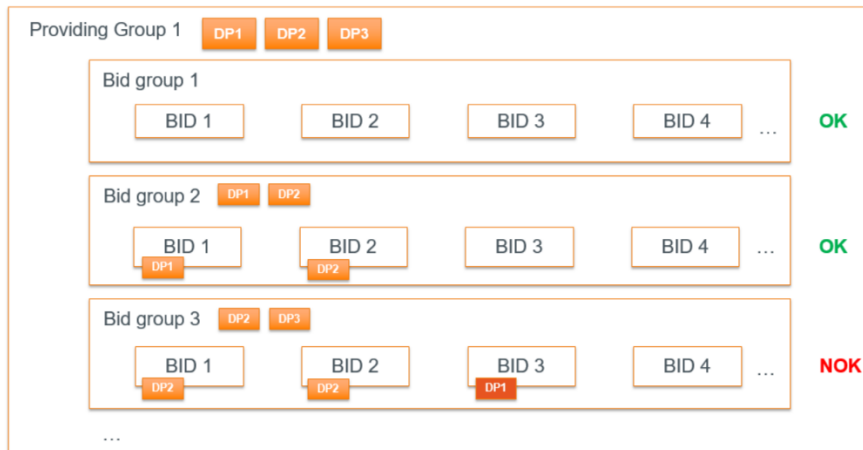 Providing Group 1 DP1 DP2 DP3
Bid group 1
BID 1 BID 2 BID 3 BID 4 ... OK
Bid group 2 DP1 DP2
BID 1 BID 2 BID 3 BID 4 ... OK
DP1 DP2
Bid group 3 DP2 DP3
BID 1 BID 2 BID 3 BID 4 ... NOK
DP2 DP2 DP1
...